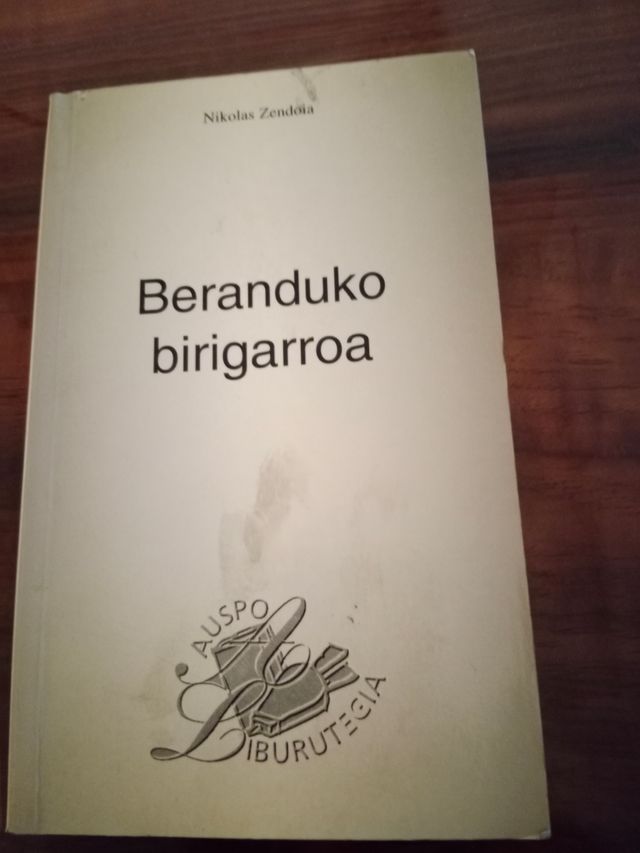 Nikolas Zendoia
Beranduko
birigarroa
AUSPO
LIBURUTEGIA